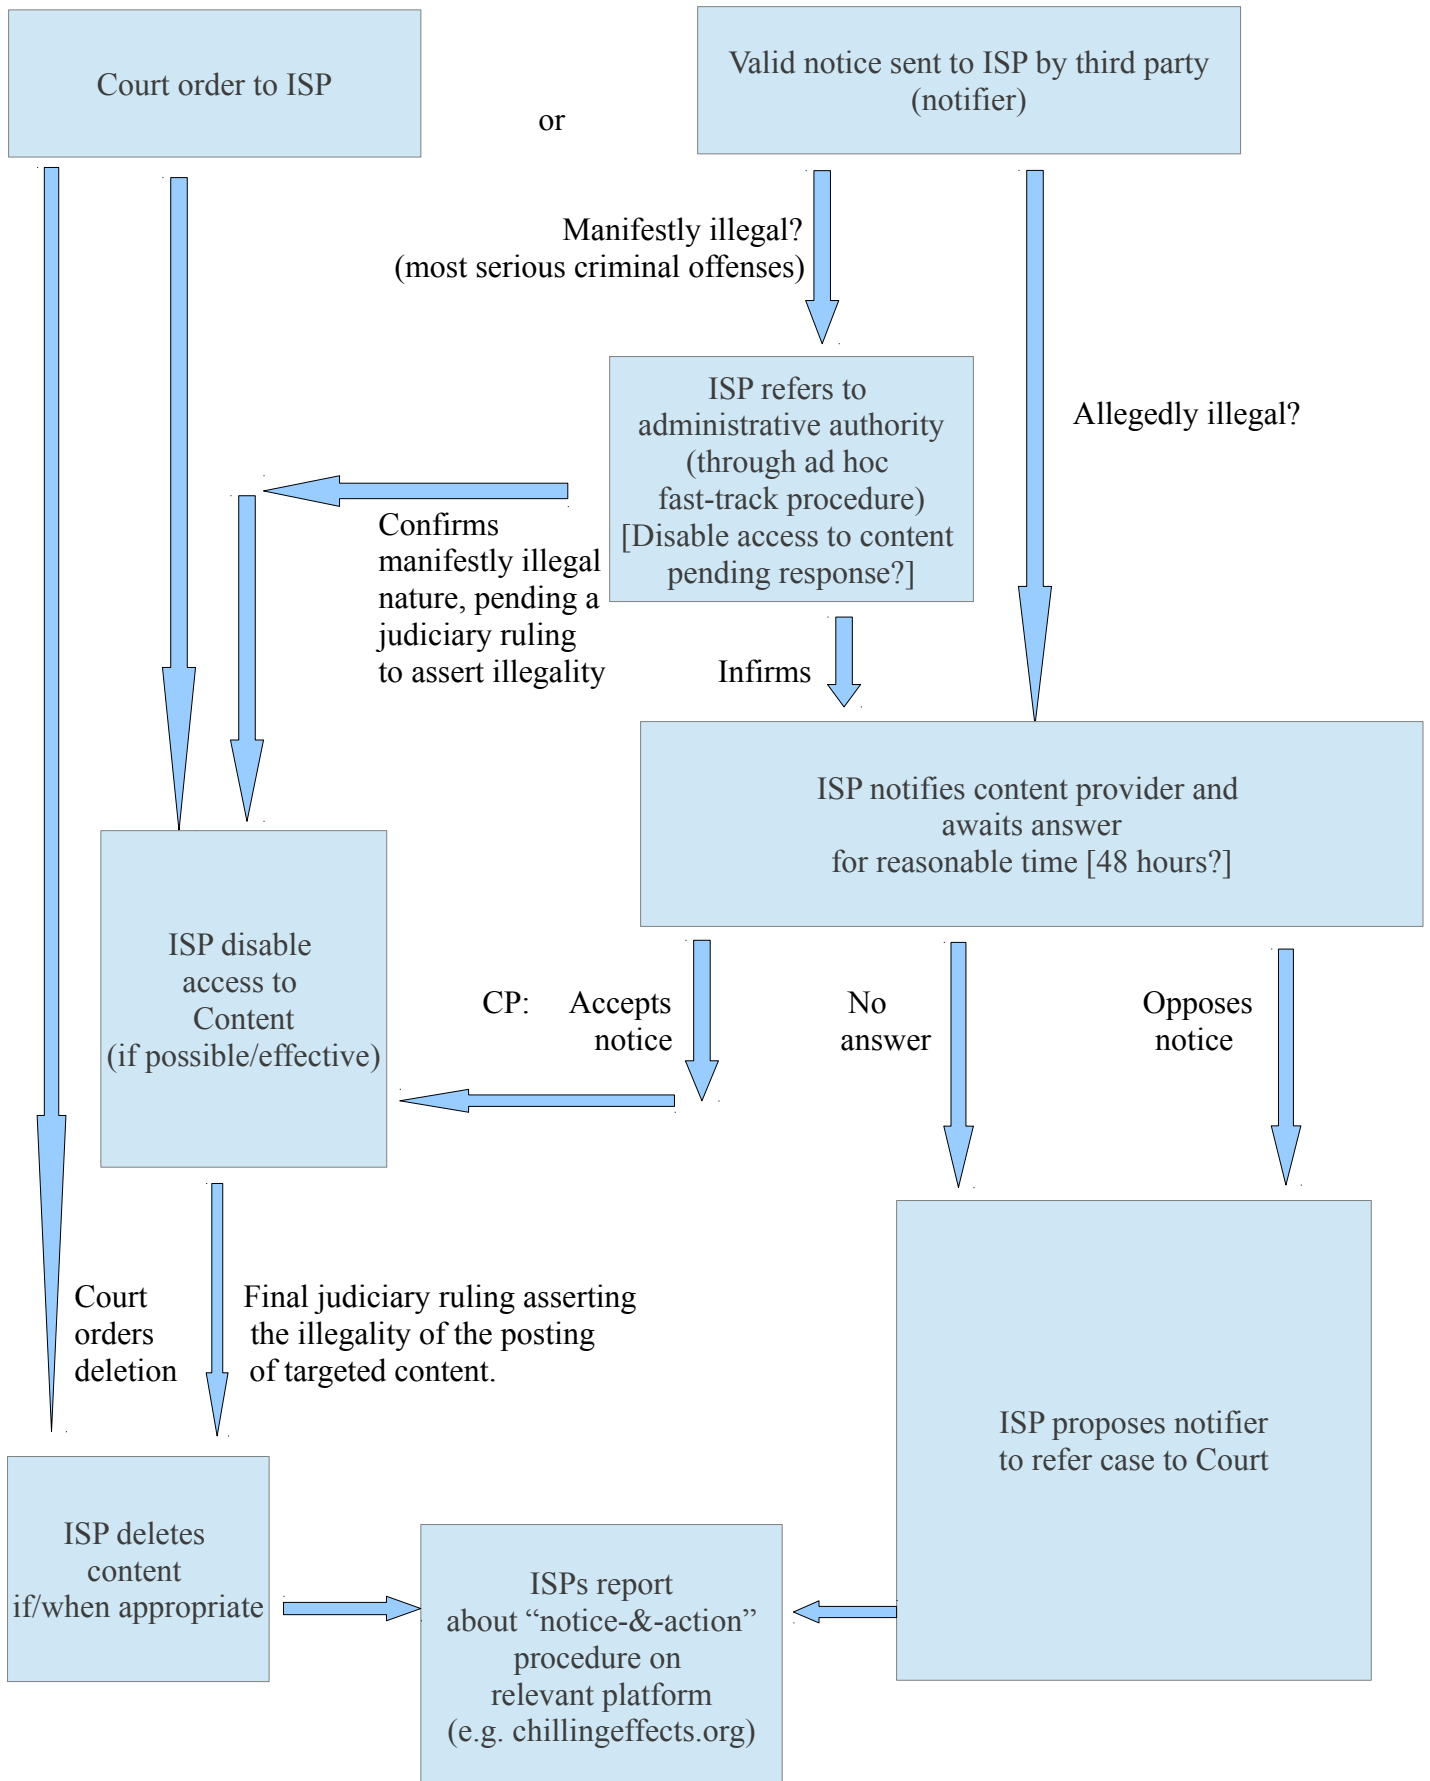 Court order to ISP
or
Valid notice sent to ISP by third party
(notifier)
Manifestly illegal?
(most serious criminal offenses)
Allegedly illegal?
ISP refers to
administrative authority
(through ad hoc
fast-track procedure)
[Disable access to content
pending response?]
Confirms
manifestly illegal
nature, pending a
judiciary ruling
to assert illegality
Infirms
ISP notifies content provider and
awaits answer
for reasonable time [48 hours?]
ISP disable
access to
Content
(if possible/effective)
CP: Accepts
notice
No
answer
Opposes
notice
Court
orders
deletion
Final judiciary ruling asserting
the illegality of the posting
of targeted content.
ISP proposes notifier
to refer case to Court
ISP deletes
content
if/when appropriate
ISPs report
about “notice-&-action”
procedure on
relevant platform
(e.g. chillingeffects.org)